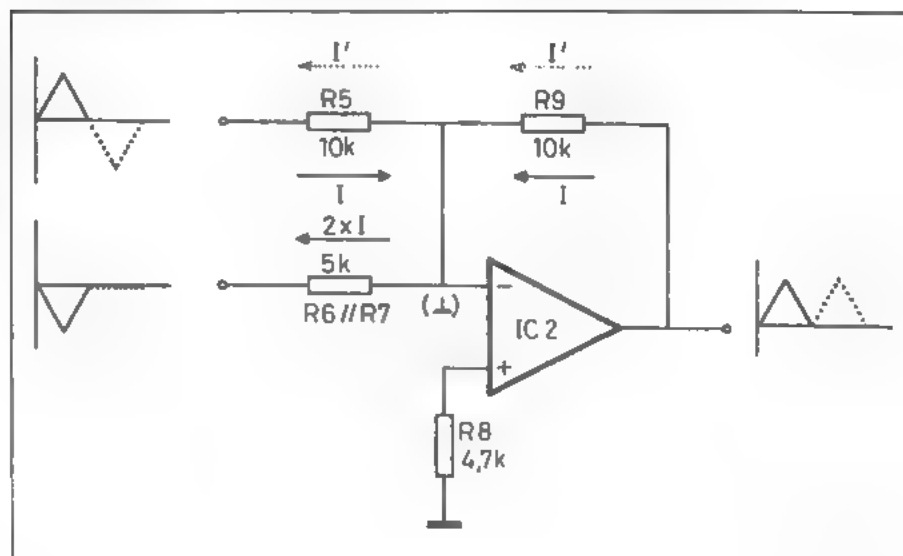 I' I'
R5 R9
10k 10k
I I
2 x I
5k
R6//R7 (⊥)
−
IC 2
+
R8
4,7k